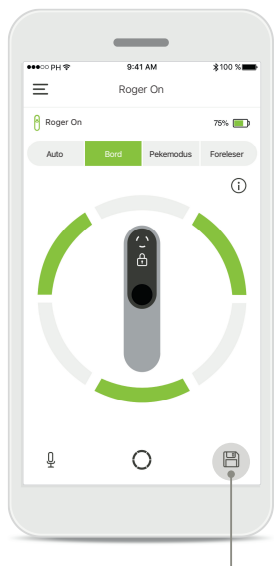 PH 9:41 AM 100 %
Roger On
Roger On 75%
Auto Bord Pekemodus Foreleser